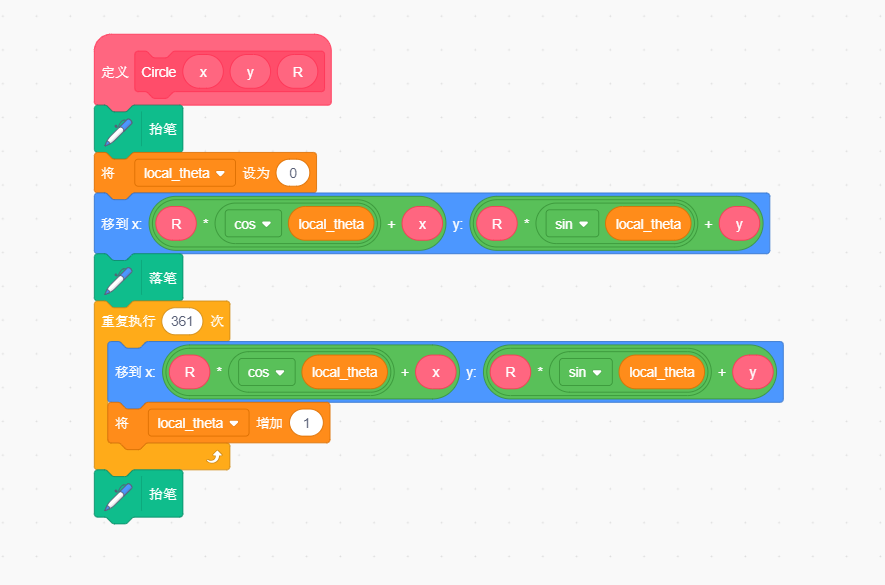 定义 Circle x y R
抬笔
将 local_theta 设为 0
移到 x: R * cos local_theta + x y: R * sin local_theta + y
落笔
重复执行 361 次
移到 x: R * cos local_theta + x y: R * sin local_theta + y
将 local_theta 增加 1
抬笔